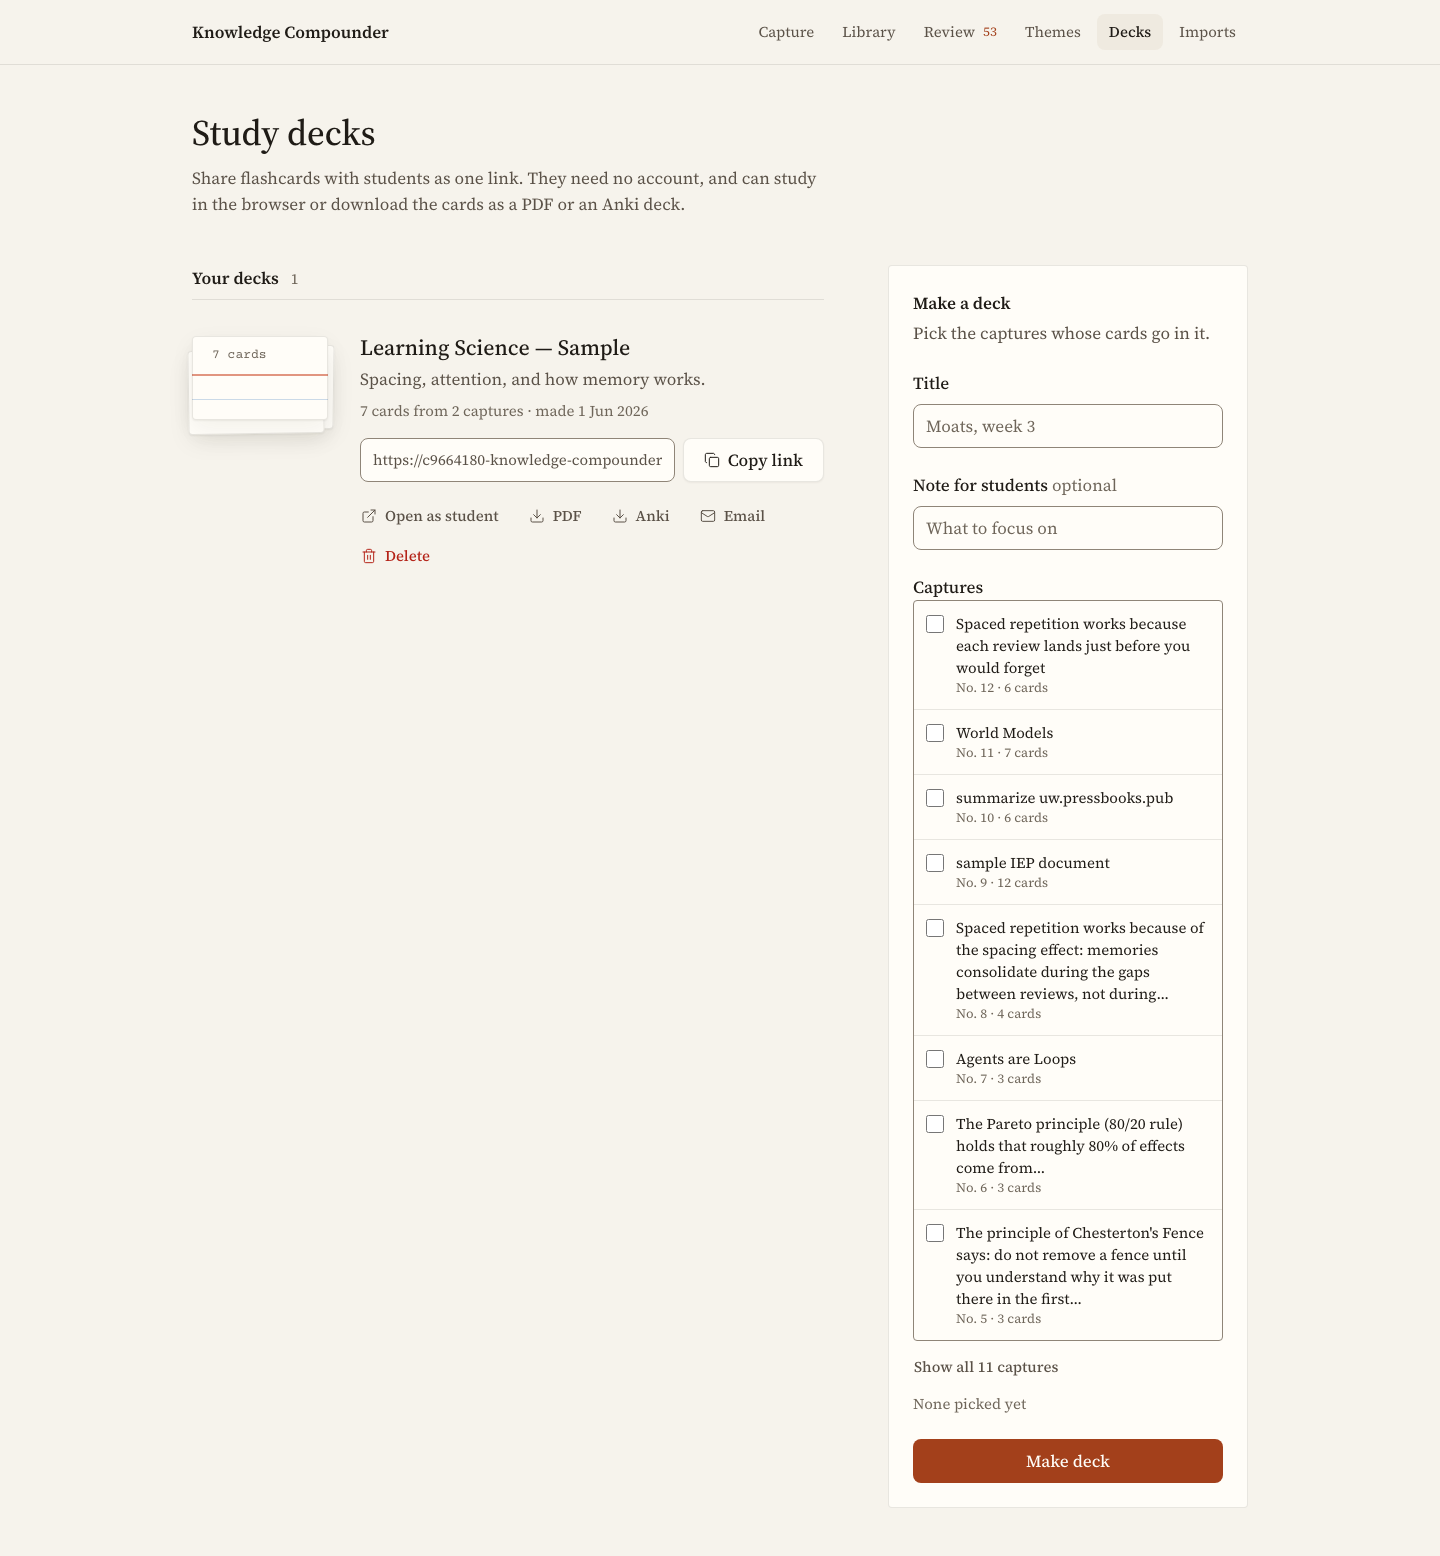 Knowledge Compounder
Capture
Library
Review 53
Themes
Decks
Imports
Study decks
Share flashcards with students as one link. They need no account, and can study
in the browser or download the cards as a PDF or an Anki deck.
Your decks 1
7 cards
Learning Science — Sample
Spacing, attention, and how memory works.
7 cards from 2 captures · made 1 Jun 2026
https://c9664180-knowledge-compounder
Copy link
Open as student
PDF
Anki
Email
Delete
Make a deck
Pick the captures whose cards go in it.
Title
Moats, week 3
Note for students optional
What to focus on
Captures
Spaced repetition works because
each review lands just before you
would forget
No. 12 · 6 cards
World Models
No. 11 · 7 cards
summarize uw.pressbooks.pub
No. 10 · 6 cards
sample IEP document
No. 9 · 12 cards
Spaced repetition works because of
the spacing effect: memories
consolidate during the gaps
between reviews, not during...
No. 8 · 4 cards
Agents are Loops
No. 7 · 3 cards
The Pareto principle (80/20 rule)
holds that roughly 80% of effects
come from...
No. 6 · 3 cards
The principle of Chesterton's Fence
says: do not remove a fence until
you understand why it was put
there in the first...
No. 5 · 3 cards
Show all 11 captures
None picked yet
Make deck